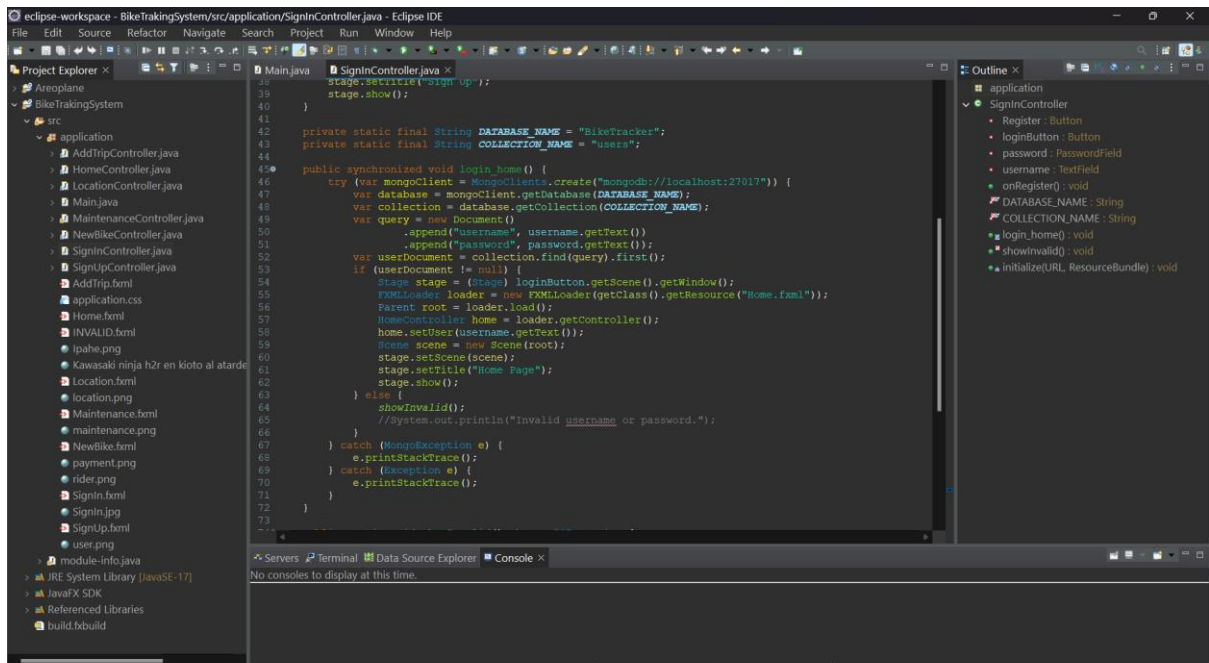 eclipse-workspace - BikeTrakingSystem/src/application/SignInController.java - Eclipse IDE
File Edit Source Refactor Navigate Search Project Run Window Help
Project Explorer
Areoplane
BikeTrakingSystem
src
application
AddTripController.java
HomeController.java
LocationController.java
Main.java
MaintenanceController.java
NewBikeController.java
SignInController.java
SignUpController.java
AddTrip.fxml
application.css
Home.fxml
INVALID.fxml
Ipahe.png
Kawasaki ninja h2r en kioto al atarde
Location.fxml
location.png
Maintenance.fxml
maintenance.png
NewBike.fxml
payment.png
rider.png
SignIn.fxml
SignIn.jpg
SignUp.fxml
user.png
module-info.java
JRE System Library [JavaSE-17]
JavaFX SDK
Referenced Libraries
build.fxbuild
Main.java SignInController.java
38 stage.setTitle("Sign Up");
39 stage.show();
40 }
41
42 private static final String DATABASE_NAME = "BikeTracker";
43 private static final String COLLECTION_NAME = "users";
44
45 public synchronized void login_home() {
46 try (var mongoClient = MongoClients.create("mongodb://localhost:27017")) {
47 var database = mongoClient.getDatabase(DATABASE_NAME);
48 var collection = database.getCollection(COLLECTION_NAME);
49 var query = new Document()
50 .append("username", username.getText())
51 .append("password", password.getText());
52 var userDocument = collection.find(query).first();
53 if (userDocument != null) {
54 Stage stage = (Stage) loginButton.getScene().getWindow();
55 FXMLLoader loader = new FXMLLoader(getClass().getResource("Home.fxml"));
56 Parent root = loader.load();
57 HomeController home = loader.getController();
58 home.setUser(username.getText());
59 Scene scene = new Scene(root);
60 stage.setScene(scene);
61 stage.setTitle("Home Page");
62 stage.show();
63 } else {
64 showInvalid();
65 //System.out.println("Invalid username or password.");
66 }
67 } catch (MongoException e) {
68 e.printStackTrace();
69 } catch (Exception e) {
70 e.printStackTrace();
71 }
72 }
73
Outline
application
SignInController
Register : Button
loginButton : Button
password : PasswordField
username : TextField
onRegister() : void
DATABASE_NAME : String
COLLECTION_NAME : String
login_home() : void
showInvalid() : void
initialize(URL, ResourceBundle) : void
Servers Terminal Data Source Explorer Console
No consoles to display at this time.